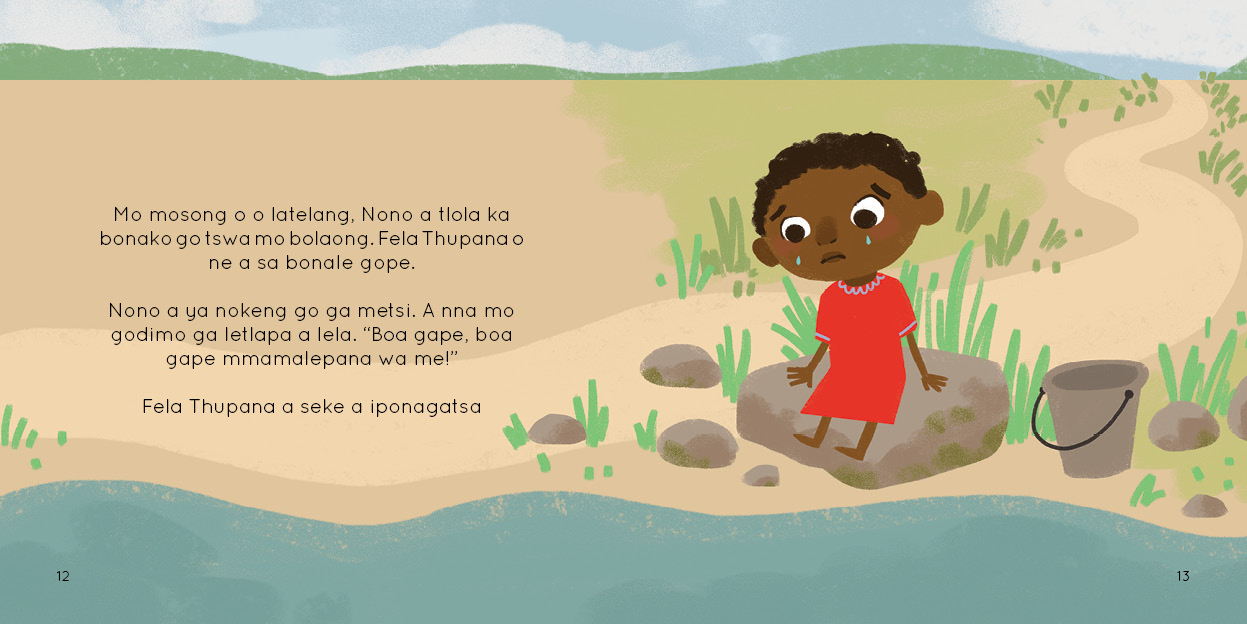 Mo mosong o o latelang, Nono a tlola ka
bonako go tswa mo bolaong. Fela Thupana o
ne a sa bonale gope.
Nono a ya nokeng go ga metsi. A nna mo
godimo ga letlapa a lela. “Boa gape, boa
gape mmamalepana wa me!”
Fela Thupana a seke a iponagatsa
12
13